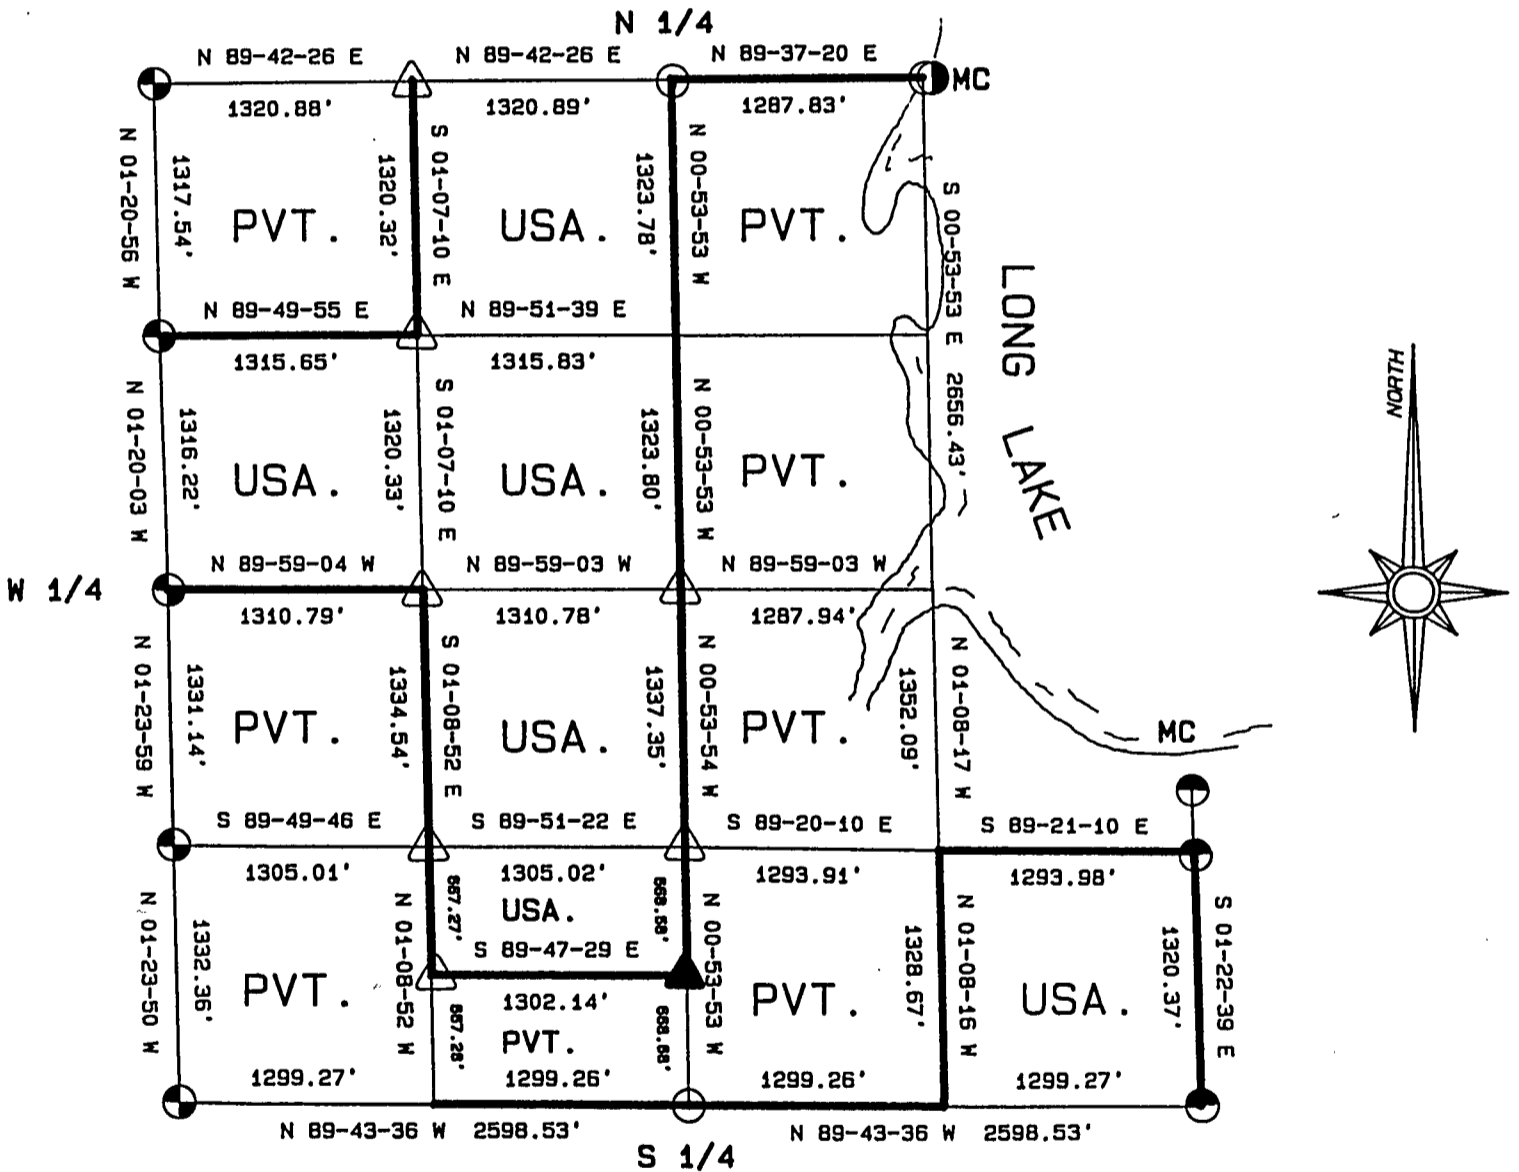 N 1/4
N 89-42-26 E
N 89-42-26 E
N 89-37-20 E
MC
1320.88'
1320.89'
1287.83'
N 01-20-56 W
1317.54'
PVT.
1320.32'
S 01-07-10 E
USA.
1323.78'
N 00-53-53 W
PVT.
S 00-53-53 E 2656.43'
LONG LAKE
NORTH
N 89-49-55 E
N 89-51-39 E
1315.65'
1315.83'
N 01-20-03 W
1316.22'
USA.
1320.33'
S 01-07-10 E
USA.
1323.80'
N 00-53-53 W
PVT.
W 1/4
N 89-59-04 W
N 89-59-03 W
N 89-59-03 W
1310.79'
1310.78'
1287.94'
N 01-23-59 W
1331.14'
PVT.
1334.54'
S 01-08-52 E
USA.
1337.35'
N 00-53-54 W
PVT.
1352.09'
N 01-08-17 W
MC
S 89-49-46 E
S 89-51-22 E
S 89-20-10 E
S 89-21-10 E
1305.01'
1305.02'
1293.91'
1293.98'
N 01-23-50 W
1332.36'
PVT.
N 01-08-52 W
667.27'
USA.
668.68'
S 89-47-29 E
1302.14'
667.28'
PVT.
668.68'
N 00-53-53 W
PVT.
1328.67'
N 01-08-16 W
USA.
1320.37'
S 01-22-39 E
1299.27'
1299.26'
1299.26'
1299.27'
N 89-43-36 W 2598.53'
N 89-43-36 W 2598.53'
S 1/4